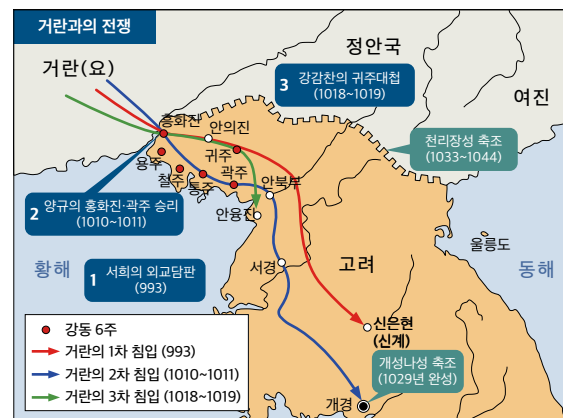 거란과의 전쟁
정안국
거란(요)
3 강감찬의 귀주대첩
(1018~1019)
여진
흥화진
안의진
천리장성 축조
(1033~1044)
용주
귀주
철주
통주
곽주
안북부
2 양규의 흥화진·곽주 승리
(1010~1011)
안융진
울릉도
황해
1 서희의 외교담판
(993)
서경
고려
동해
신은현
(신계)
강동 6주
거란의 1차 침입 (993)
거란의 2차 침입 (1010~1011)
거란의 3차 침입 (1018~1019)
개성나성 축조
(1029년 완성)
개경